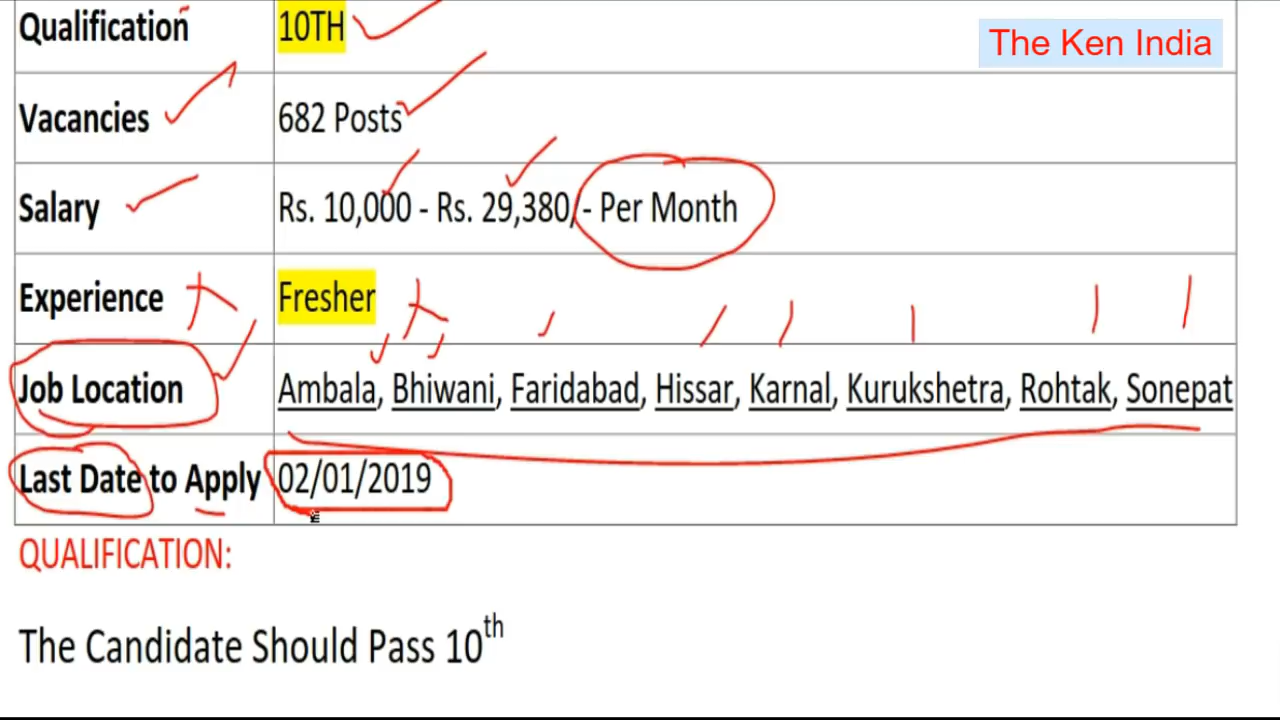 Qualification 10TH
The Ken India
Vacancies 682 Posts
Salary Rs. 10,000 - Rs. 29,380/- Per Month
Experience Fresher
Job Location Ambala, Bhiwani, Faridabad, Hissar, Karnal, Kurukshetra, Rohtak, Sonepat
Last Date to Apply 02/01/2019
QUALIFICATION:
The Candidate Should Pass 10th